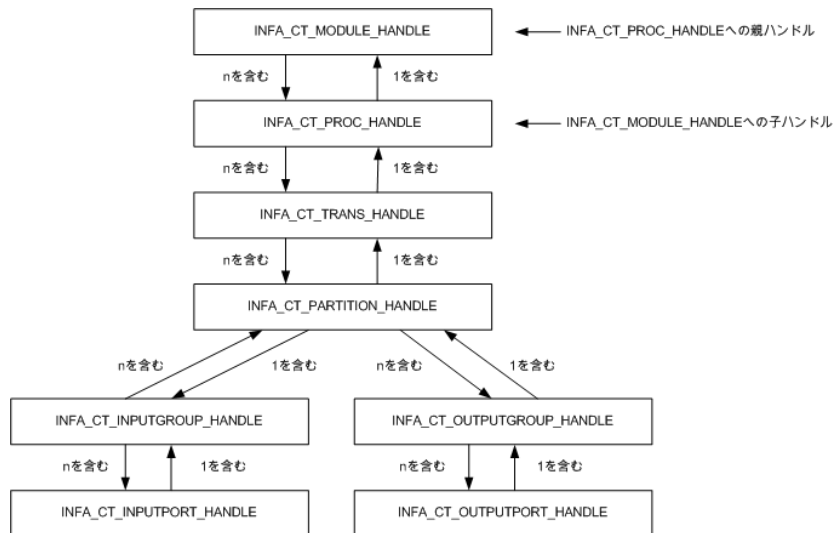 INFA_CT_MODULE_HANDLE
INFA_CT_PROC_HANDLEへの親ハンドル
nを含む
1を含む
INFA_CT_PROC_HANDLE
INFA_CT_MODULE_HANDLEへの子ハンドル
nを含む
1を含む
INFA_CT_TRANS_HANDLE
nを含む
1を含む
INFA_CT_PARTITION_HANDLE
nを含む
1を含む
nを含む
1を含む
INFA_CT_INPUTGROUP_HANDLE
INFA_CT_OUTPUTGROUP_HANDLE
nを含む
1を含む
nを含む
1を含む
INFA_CT_INPUTPORT_HANDLE
INFA_CT_OUTPUTPORT_HANDLE